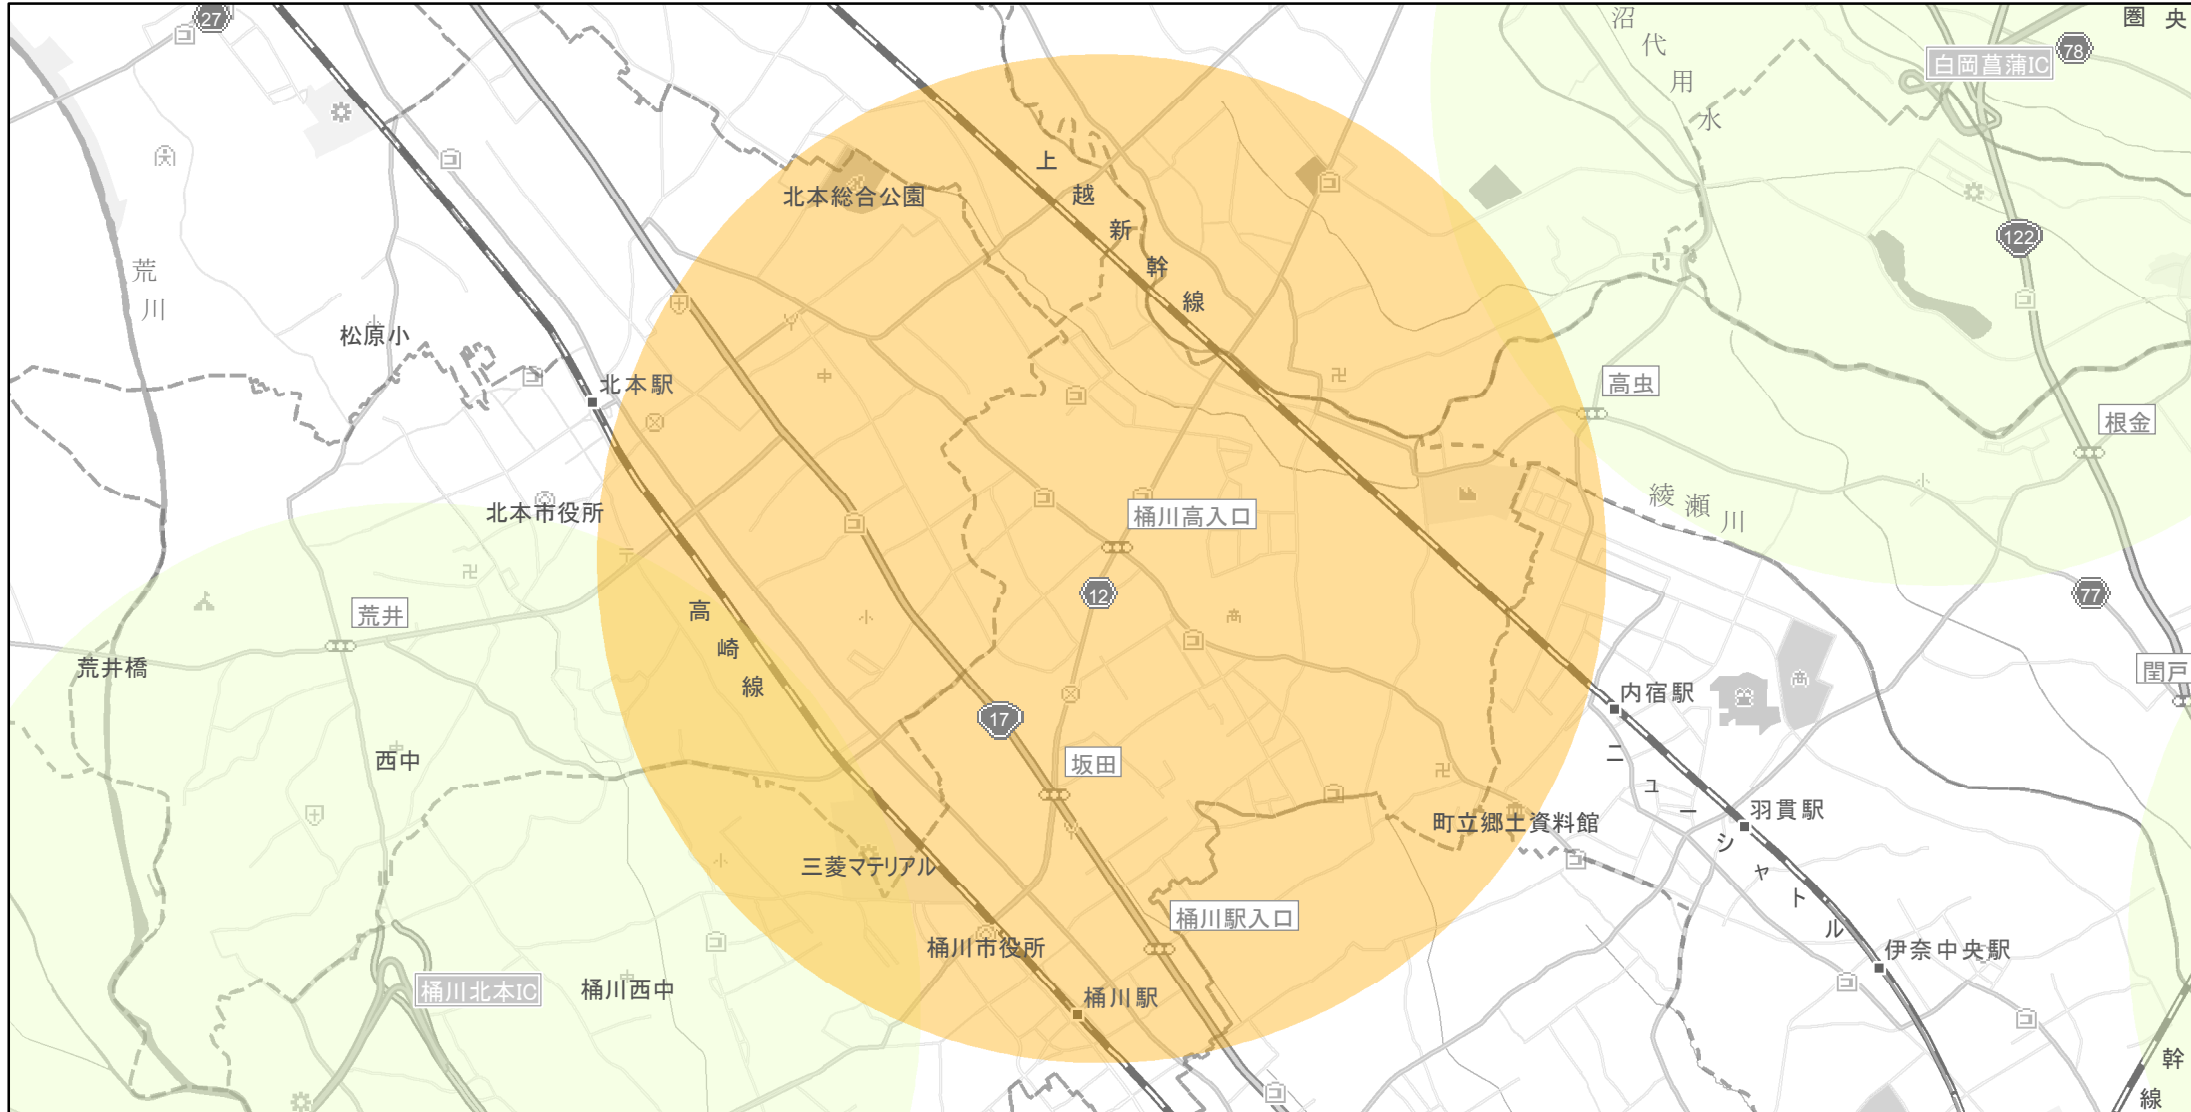 27
圏央
沼代用水
白岡菖蒲IC
78
上越新幹線
北本総合公園
122
荒川
松原小
北本駅
高虫
根金
北本市役所
綾瀬川
桶川高入口
12
77
荒井
高崎線
荒井橋
閏戸
内宿駅
17
西中
坂田
ニューシャトル
羽貫駅
町立郷土資料館
三菱マテリアル
桶川駅入口
桶川市役所
伊奈中央駅
桶川北本IC
桶川西中
桶川駅
幹線